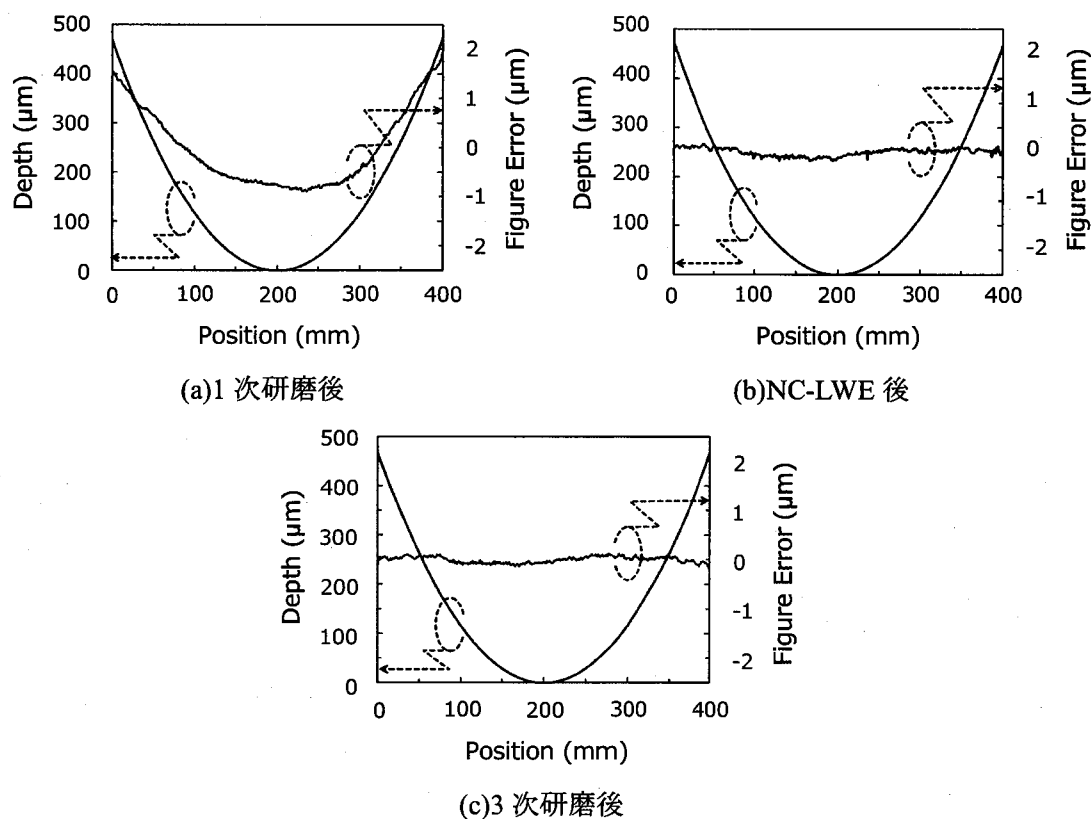 500
400
300
200
100
0
Depth (μm)
0 100 200 300 400
Position (mm)
2
1
0
-1
-2
Figure Error (μm)
(a)1 次研磨後
500
400
300
200
100
0
Depth (μm)
0 100 200 300 400
Position (mm)
2
1
0
-1
-2
Figure Error (μm)
(b)NC-LWE 後
500
400
300
200
100
0
Depth (μm)
0 100 200 300 400
Position (mm)
2
1
0
-1
-2
Figure Error (μm)
(c)3 次研磨後